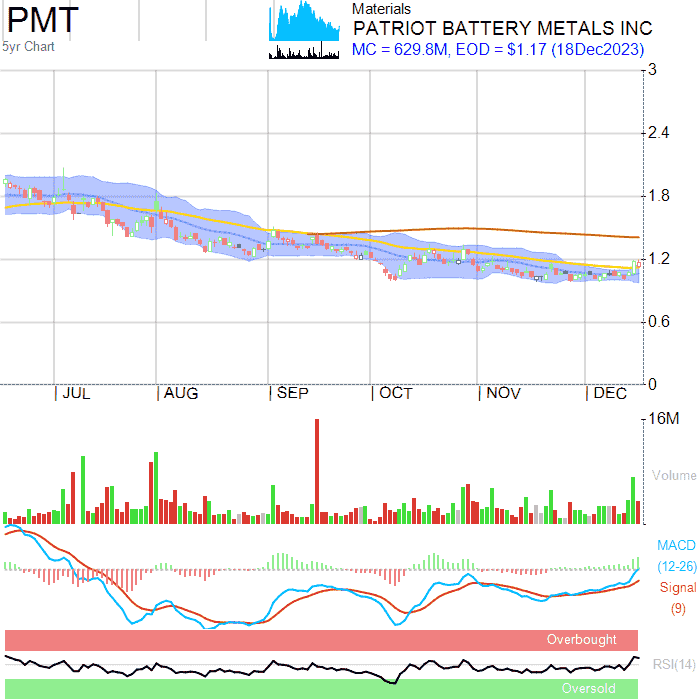 PMT
5yr Chart
Materials
PATRIOT BATTERY METALS INC
MC = 629.8M, EOD = $1.17 (18Dec2023)
3
2.4
1.8
1.2
0.6
0
JUL AUG SEP OCT NOV DEC
16M
Volume
MACD
(12-26)
Signal
(9)
Overbought
RSI(14)
Oversold